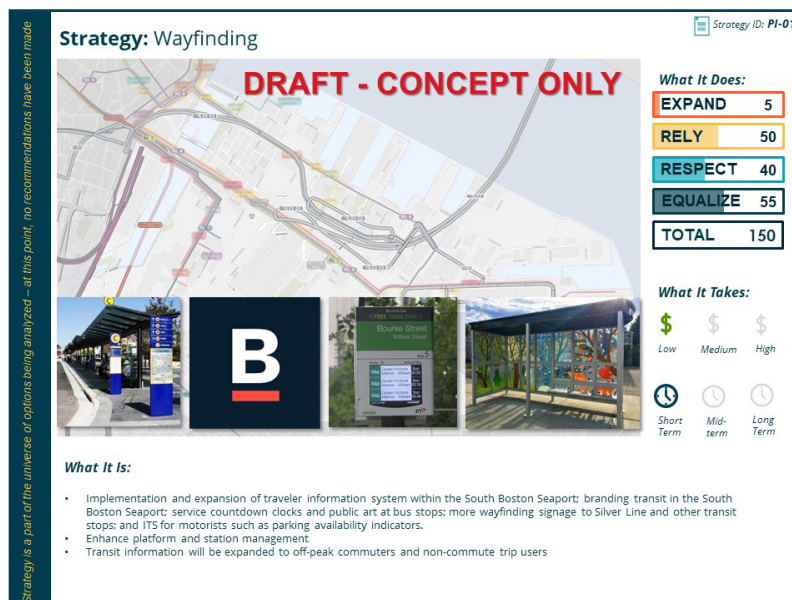 Strategy ID: PI-01
Strategy: Wayfinding
DRAFT - CONCEPT ONLY
What It Does:
EXPAND 5
RELY 50
RESPECT 40
EQUALIZE 55
TOTAL 150
What It Takes:
$ $ $
Low Medium High
Short Mid- Long
Term term Term
B
FREE TRAM ZONE
Bourke Street
William Street
5
PT
What It Is:
• Implementation and expansion of traveler information system within the South Boston Seaport; branding transit in the South
Boston Seaport; service countdown clocks and public art at bus stops; more wayfinding signage to Silver Line and other transit
stops; and ITS for motorists such as parking availability indicators.
• Enhance platform and station management
• Transit information will be expanded to off-peak commuters and non-commute trip users
Strategy is a part of the universe of options being analyzed – at this point, no recommendations have been made